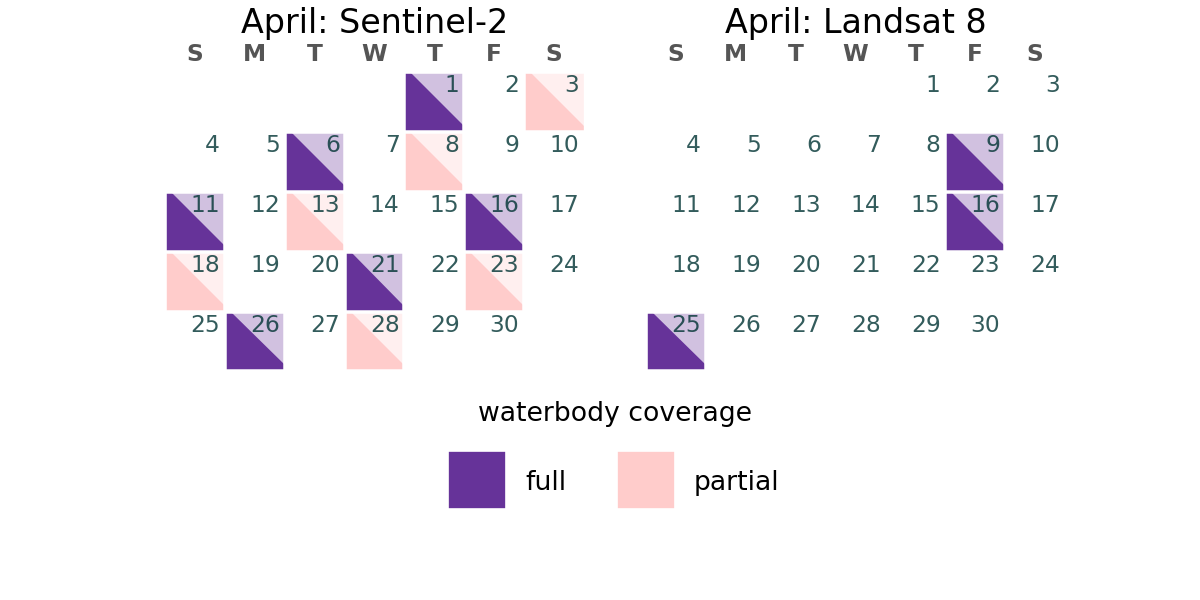 April: Sentinel-2
S M T W T F S
1 2 3
4 5 6 7 8 9 10
11 12 13 14 15 16 17
18 19 20 21 22 23 24
25 26 27 28 29 30
April: Landsat 8
S M T W T F S
1 2 3
4 5 6 7 8 9 10
11 12 13 14 15 16 17
18 19 20 21 22 23 24
25 26 27 28 29 30
waterbody coverage
full
partial